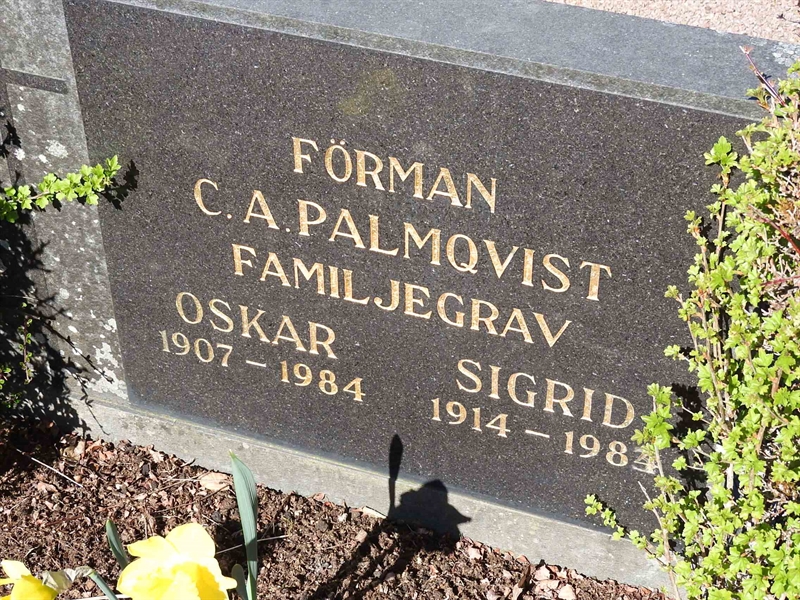 FÖRMAN
C. A. PALMQVIST
FAMILJEGRAV
OSKAR
1907 – 1984
SIGRID
1914 – 1983